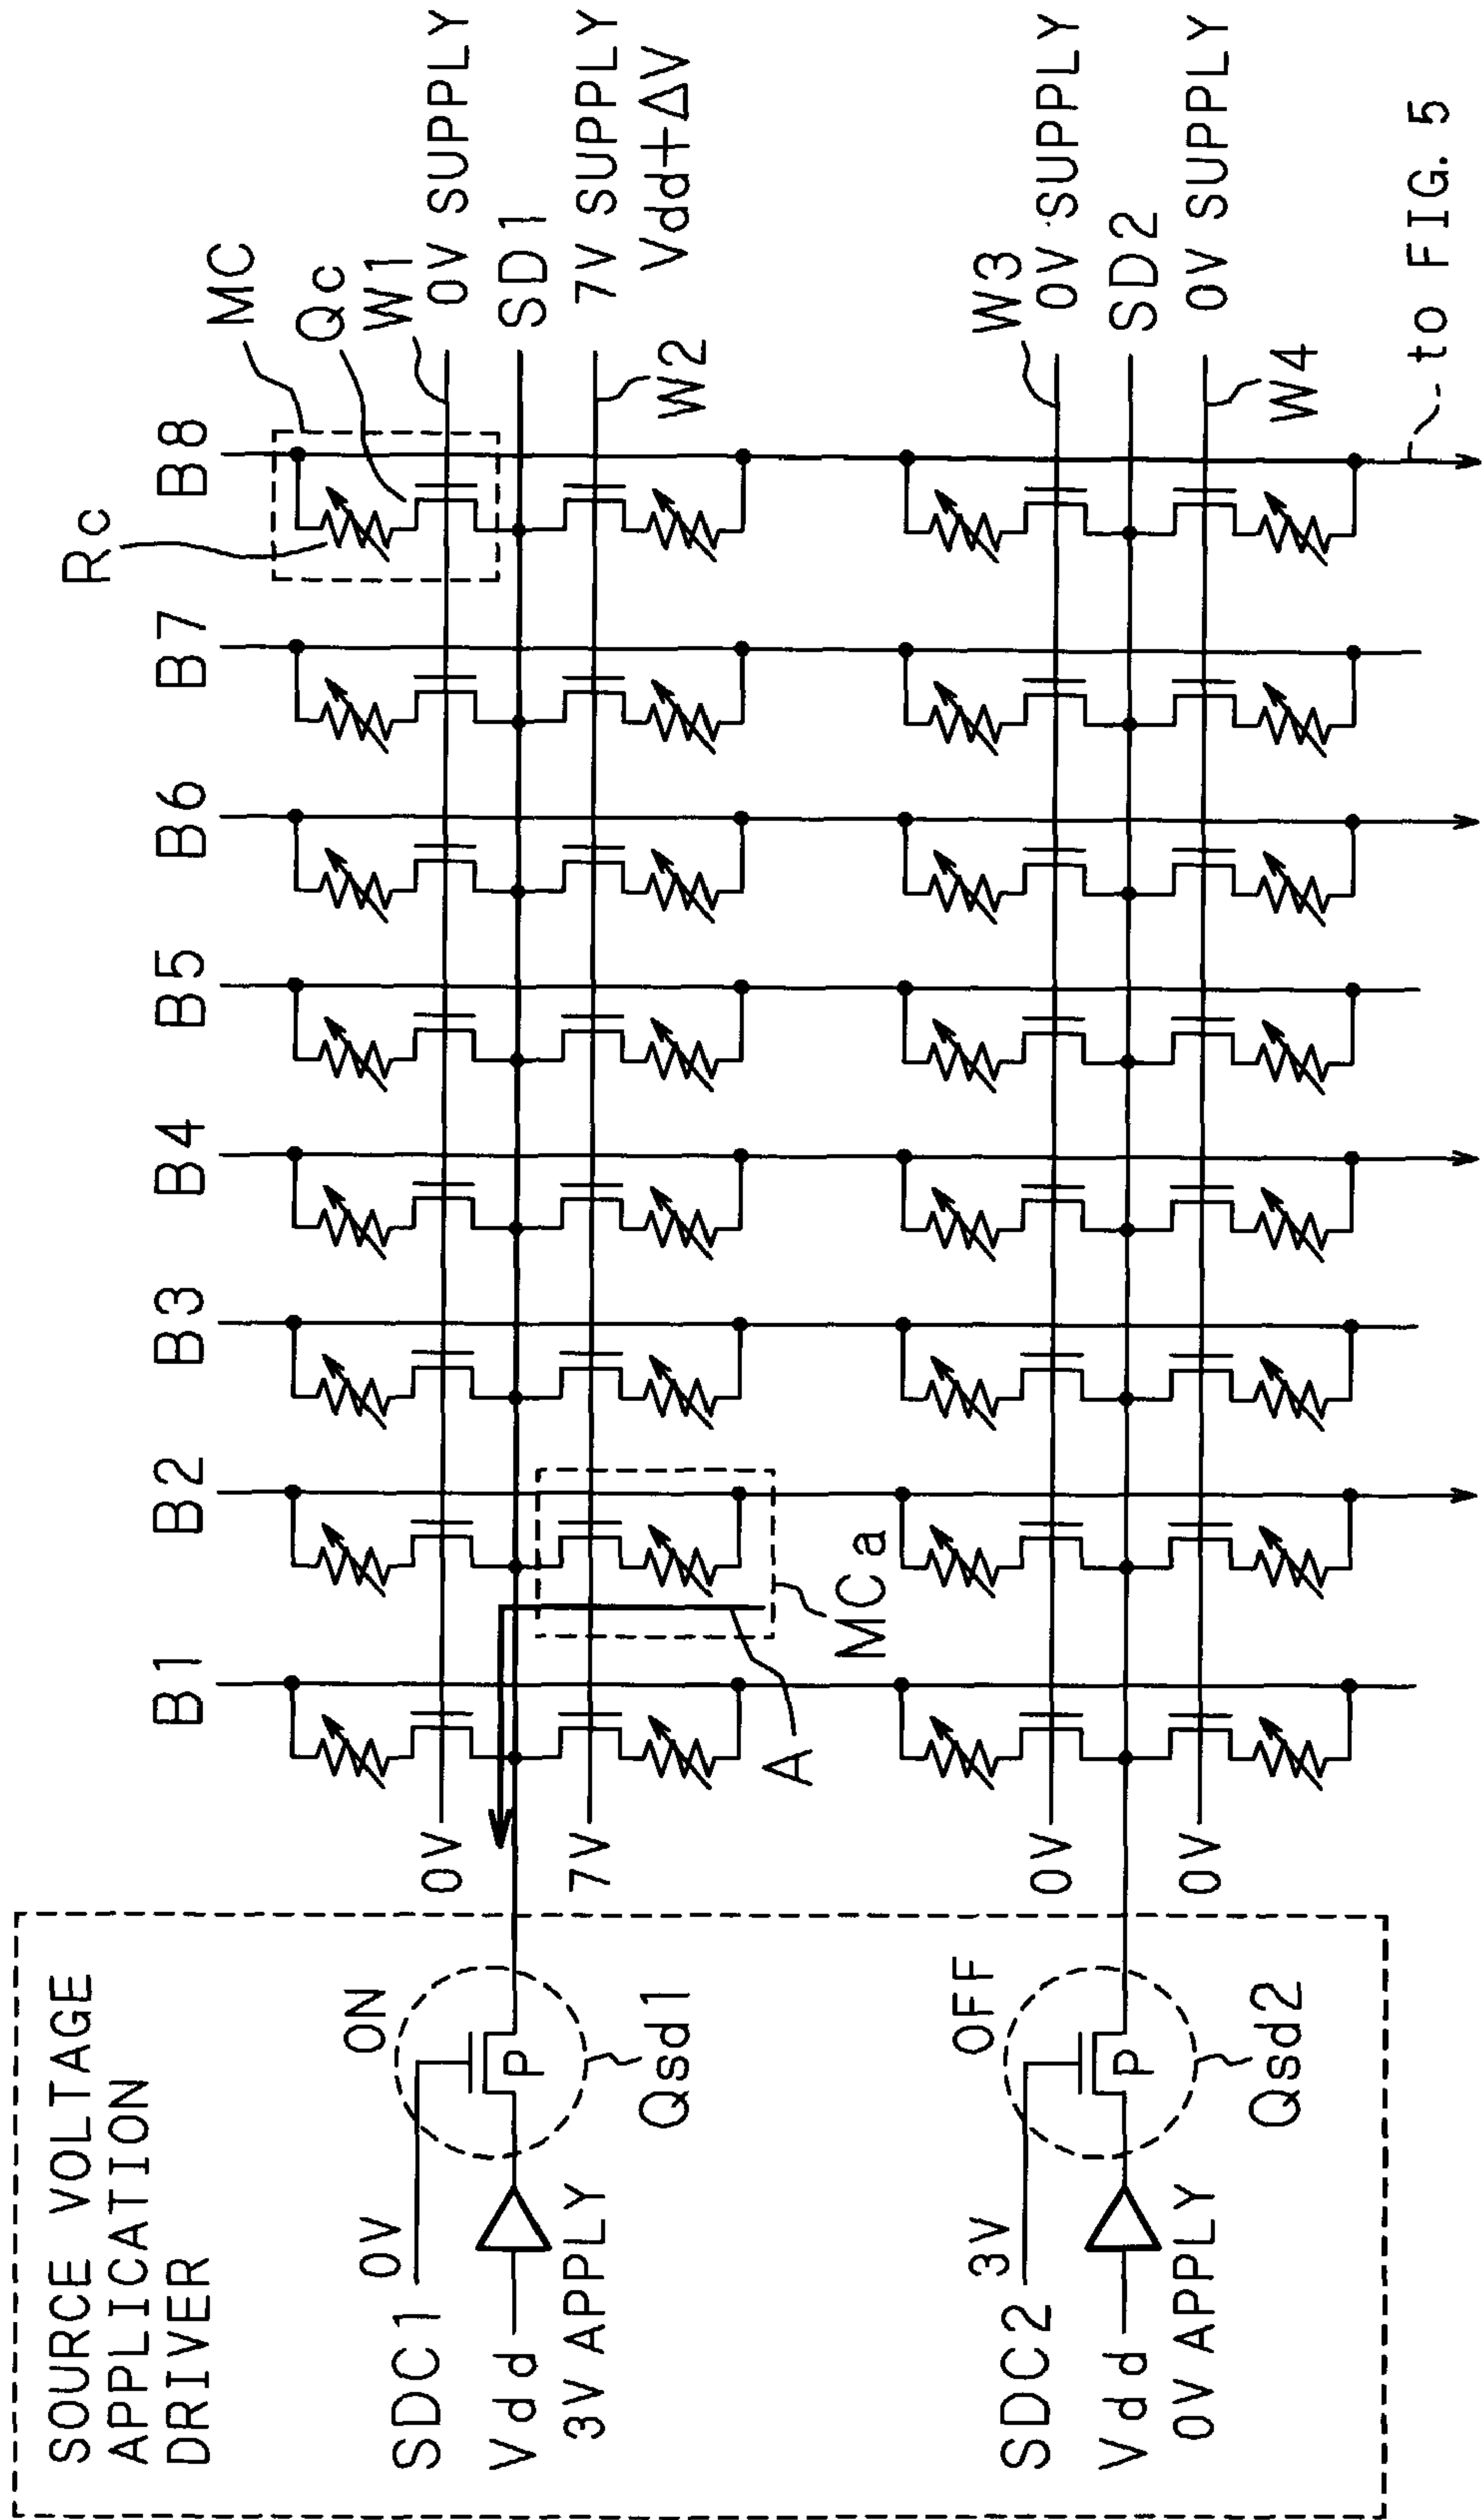 SOURCE VOLTAGE
APPLICATION
DRIVER
SDC1
0V
ON
Vdd
3V APPLY
P
Qsd1
SDC2
3V
OFF
Vdd
0V APPLY
P
Qsd2
B1
B2
B3
B4
B5
B6
B7
B8
Rc
MC
Qc
W1
0V
0V SUPPLY
SD1
7V
7V SUPPLY
Vdd+ΔV
W2
A
MCa
W3
0V
0V SUPPLY
SD2
0V
0V SUPPLY
W4
to FIG. 5